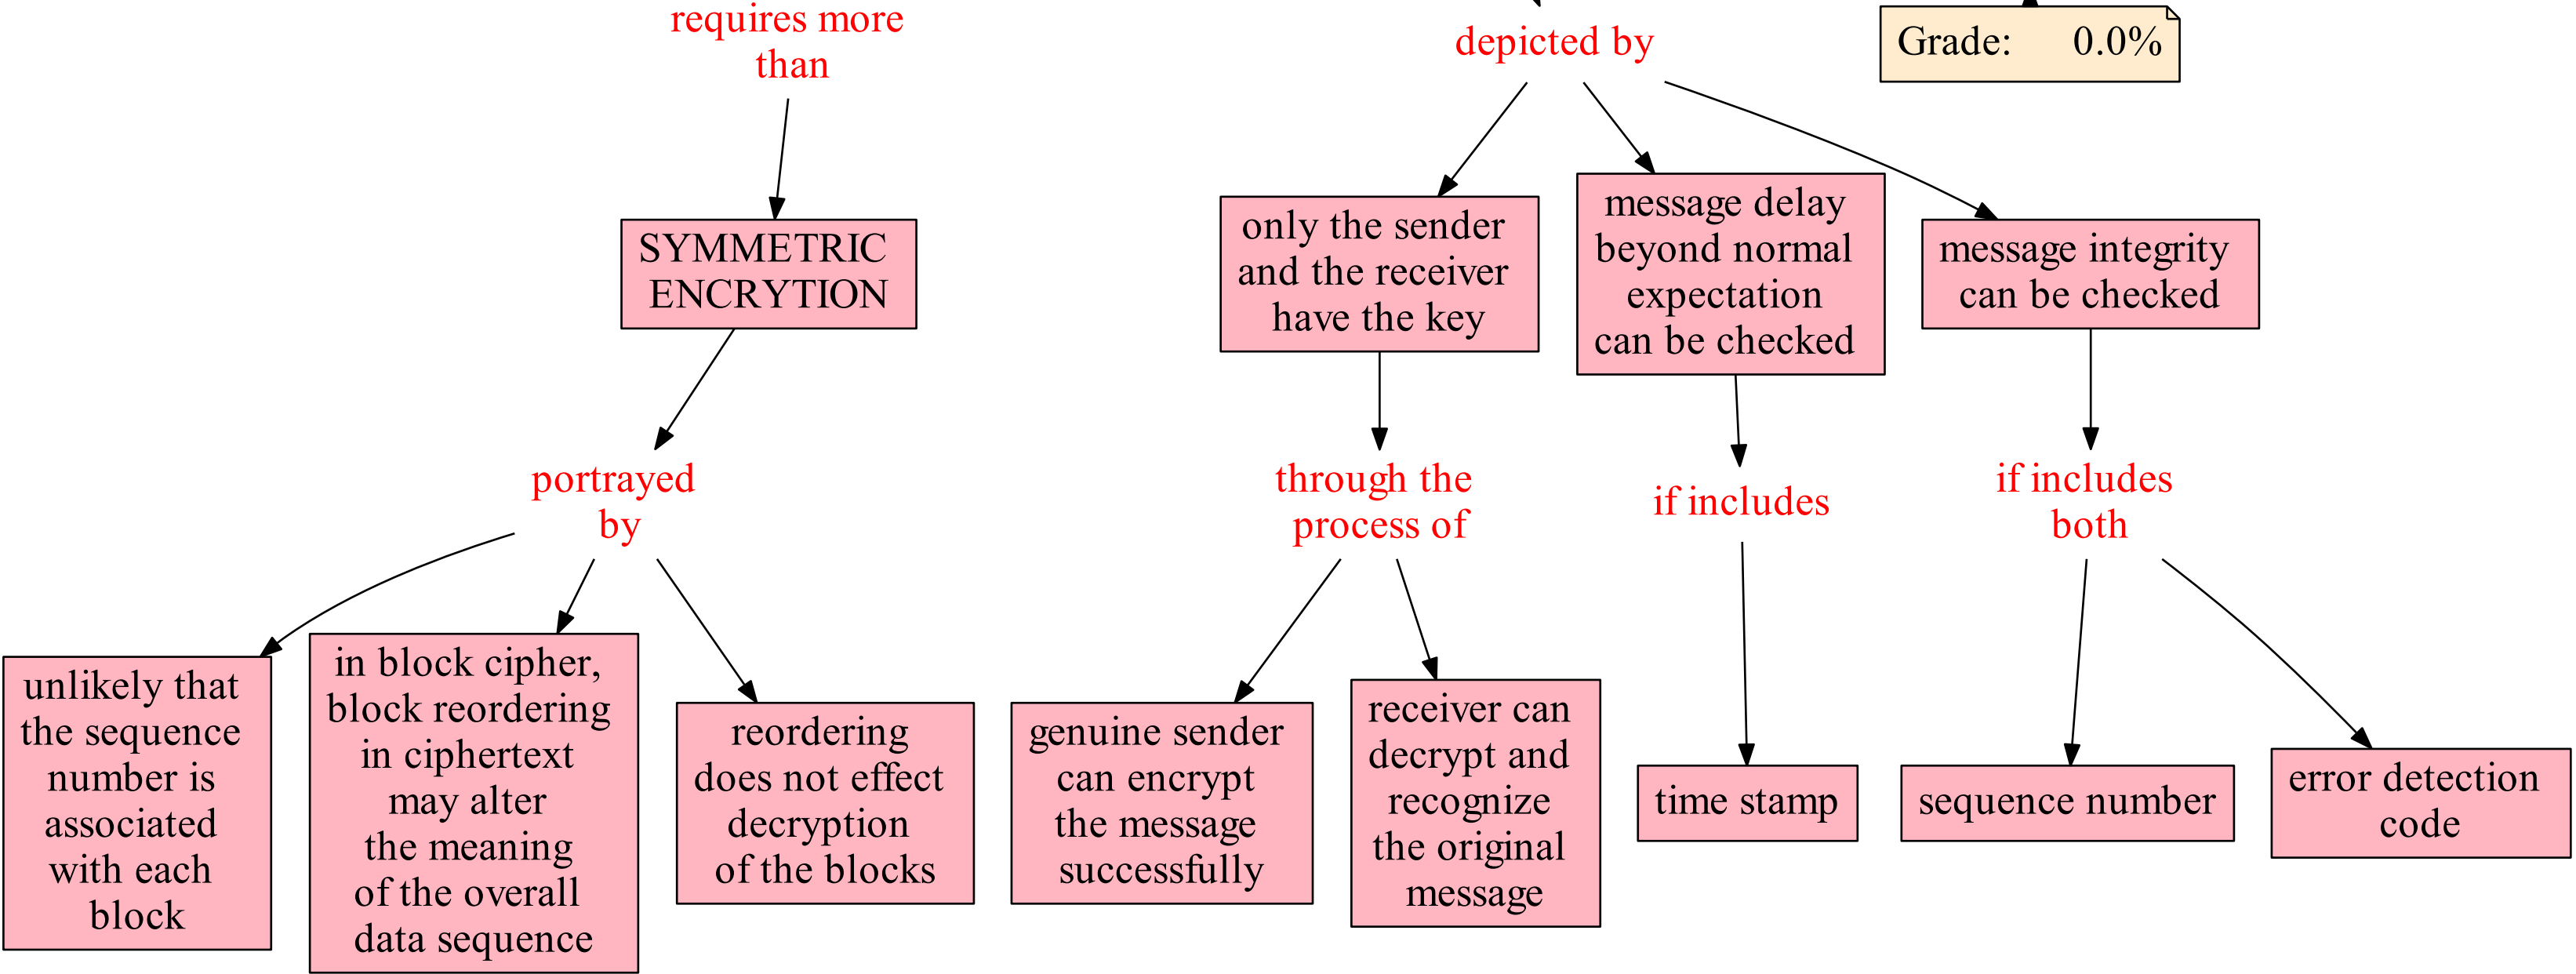 requires more
than
depicted by
Grade: 0.0%
SYMMETRIC
ENCRYTION
only the sender
and the receiver
have the key
message delay
beyond normal
expectation
can be checked
message integrity
can be checked
portrayed
by
through the
process of
if includes
if includes
both
unlikely that
the sequence
number is
associated
with each
block
in block cipher,
block reordering
in ciphertext
may alter
the meaning
of the overall
data sequence
reordering
does not effect
decryption
of the blocks
genuine sender
can encrypt
the message
successfully
receiver can
decrypt and
recognize
the original
message
time stamp
sequence number
error detection
code